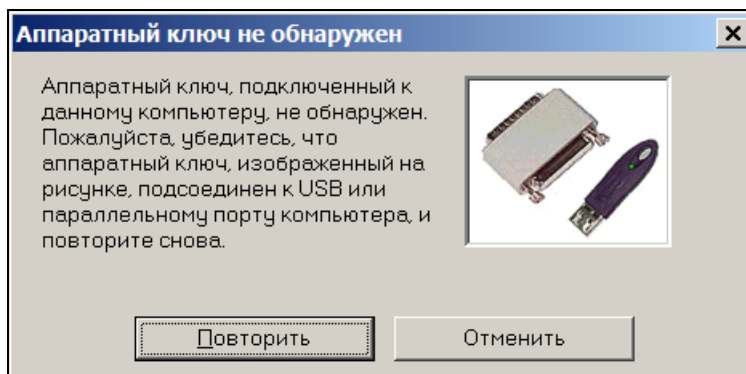 Аппаратный ключ не обнаружен
Аппаратный ключ, подключенный к
данному компьютеру, не обнаружен.
Пожалуйста, убедитесь, что
аппаратный ключ, изображенный на
рисунке, подсоединен к USB или
параллельному порту компьютера, и
повторите снова.
Повторить
Отменить